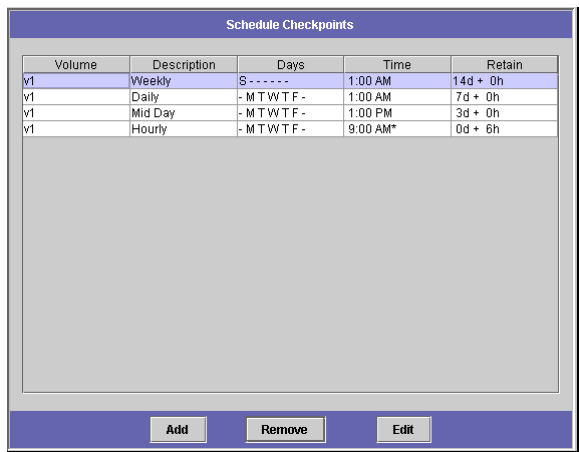 Schedule Checkpoints
Volume Description Days Time Retain
v1 Weekly S - - - - - - 1:00 AM 14d + 0h
v1 Daily - M T W T F - 1:00 AM 7d + 0h
v1 Mid Day - M T W T F - 1:00 PM 3d + 0h
v1 Hourly - M T W T F - 9:00 AM* 0d + 6h
Add Remove Edit